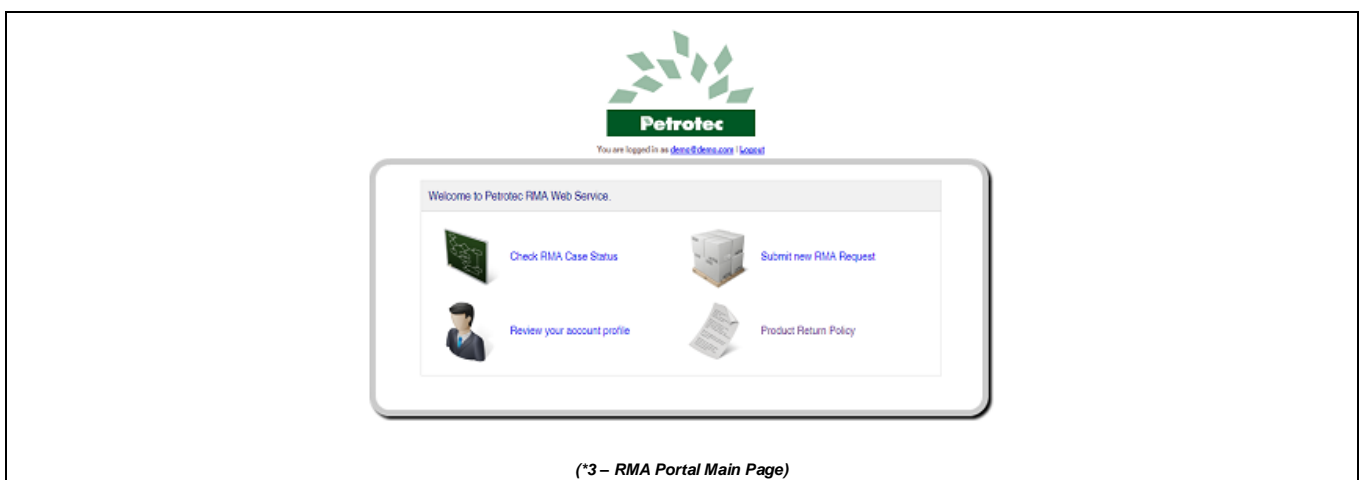 Petrotec
You are logged in as demo@demo.com | Logout
Welcome to Petrotec RMA Web Service.
Check RMA Case Status
Submit new RMA Request
Review your account profile
Product Return Policy
(*3 – RMA Portal Main Page)